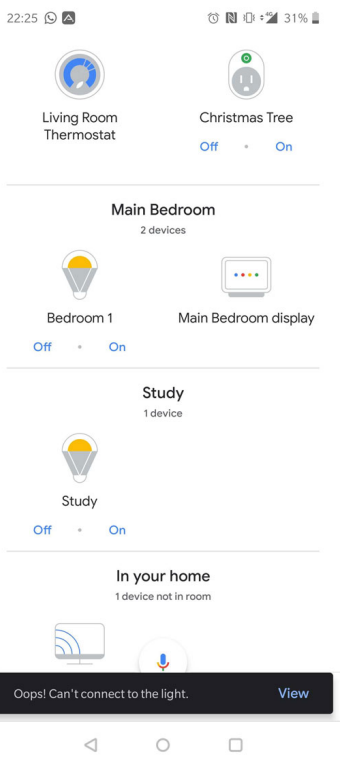 22:25 31%
Living Room
Thermostat
Christmas Tree
Off • On
Main Bedroom
2 devices
Bedroom 1
Main Bedroom display
Off • On
Study
1 device
Study
Off • On
In your home
1 device not in room
Oops! Can't connect to the light. View